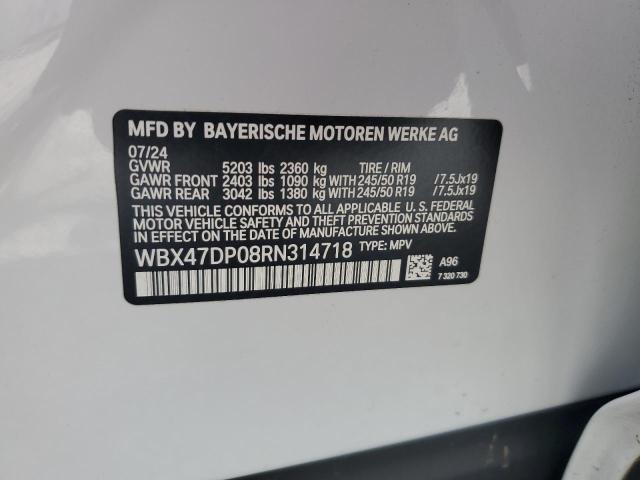 MFD BY BAYERISCHE MOTOREN WERKE AG
07/24
GVWR 5203 lbs 2360 kg TIRE / RIM
GAWR FRONT 2403 lbs 1090 kg WITH 245/50 R19 /7.5Jx19
GAWR REAR 3042 lbs 1380 kg WITH 245/50 R19 /7.5Jx19
THIS VEHICLE CONFORMS TO ALL APPLICABLE U. S. FEDERAL
MOTOR VEHICLE SAFETY AND THEFT PREVENTION STANDARDS
IN EFFECT ON THE DATE OF MANUFACTURE SHOWN ABOVE.
WBX47DP08RN314718 TYPE: MPV
A96
7 320 730